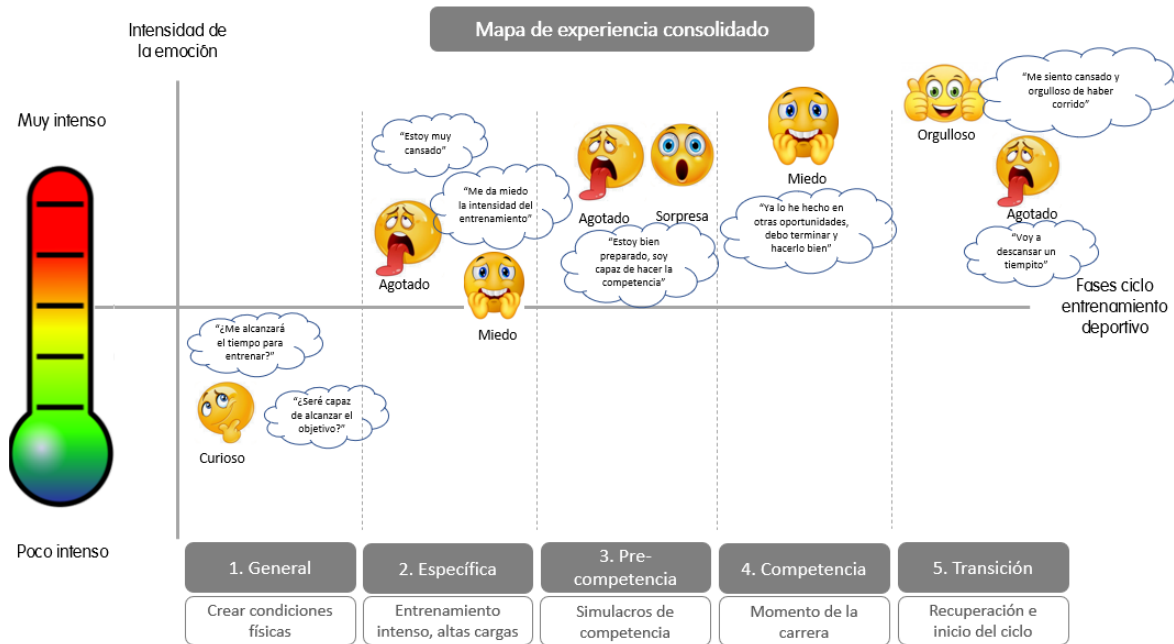 Intensidad de
la emoción
Mapa de experiencia consolidado
Muy intenso
Poco intenso
"¿Me alcanzará
el tiempo para
entrenar?"
"¿Seré capaz
de alcanzar el
objetivo?"
Curioso
"Estoy muy
cansado"
"Me da miedo
la intensidad del
entrenamiento"
Agotado
Miedo
Agotado
Sorpresa
"Estoy bien
preparado, soy
capaz de hacer la
competencia"
Miedo
"Ya lo he hecho en
otras oportunidades,
debo terminar y
hacerlo bien"
Orgulloso
"Me siento cansado y
orgulloso de haber
corrido"
Agotado
"Voy a
descansar un
tiempito"
Fases ciclo
entrenamiento
deportivo
1. General
Crear condiciones
físicas
2. Específica
Entrenamiento
intenso, altas cargas
3. Pre-
competencia
Simulacros de
competencia
4. Competencia
Momento de la
carrera
5. Transición
Recuperación e
inicio del ciclo